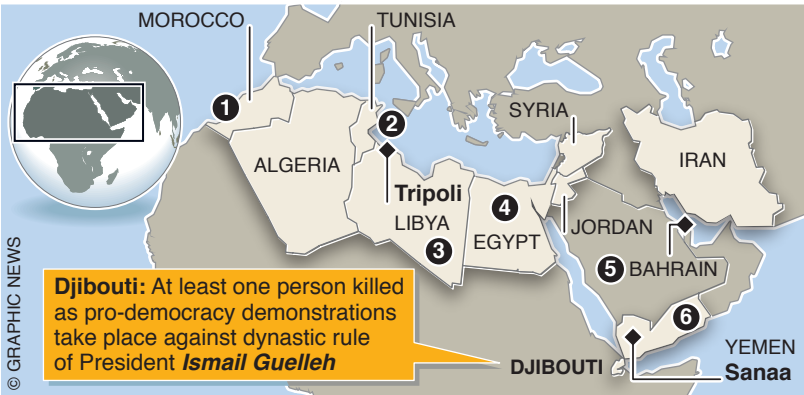 MOROCCO
TUNISIA
1
2
SYRIA
ALGERIA
IRAN
Tripoli
LIBYA
3
4
EGYPT
JORDAN
5
BAHRAIN
6
Djibouti: At least one person killed
as pro-democracy demonstrations
take place against dynastic rule
of President Ismail Guelleh
DJIBOUTI
YEMEN
Sanaa
© GRAPHIC NEWS